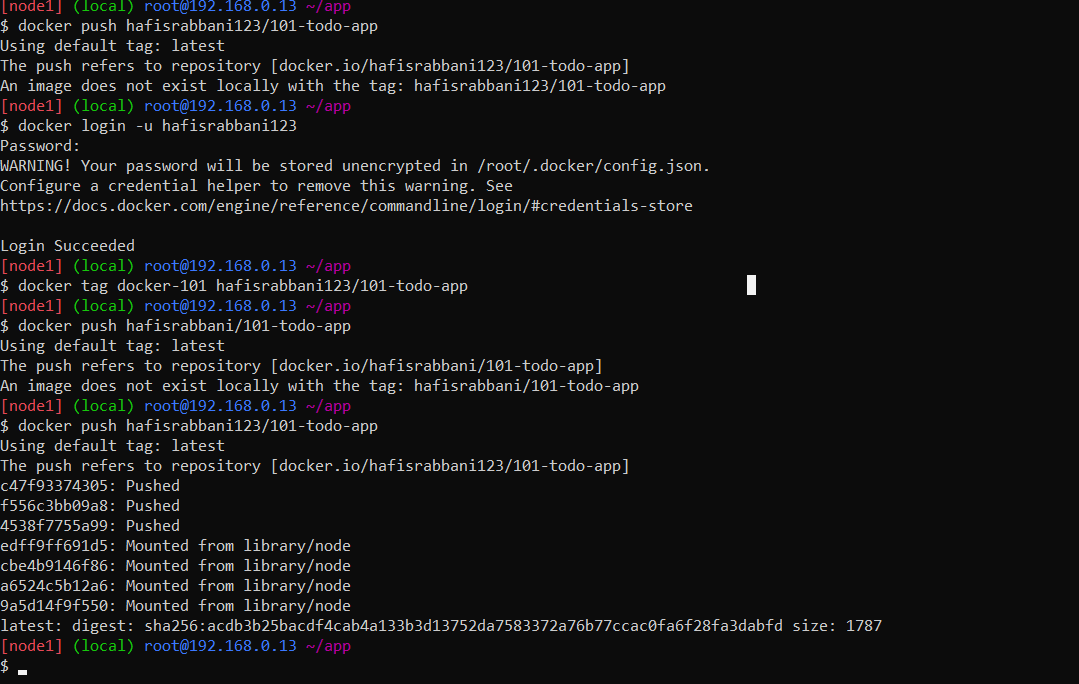 [node1] (local) root@192.168.0.13 ~/app
$ docker push hafisrabbani123/101-todo-app
Using default tag: latest
The push refers to repository [docker.io/hafisrabbani123/101-todo-app]
An image does not exist locally with the tag: hafisrabbani123/101-todo-app
[node1] (local) root@192.168.0.13 ~/app
$ docker login -u hafisrabbani123
Password:
WARNING! Your password will be stored unencrypted in /root/.docker/config.json.
Configure a credential helper to remove this warning. See
https://docs.docker.com/engine/reference/commandline/login/#credentials-store

Login Succeeded
[node1] (local) root@192.168.0.13 ~/app
$ docker tag docker-101 hafisrabbani123/101-todo-app
[node1] (local) root@192.168.0.13 ~/app
$ docker push hafisrabbani/101-todo-app
Using default tag: latest
The push refers to repository [docker.io/hafisrabbani/101-todo-app]
An image does not exist locally with the tag: hafisrabbani/101-todo-app
[node1] (local) root@192.168.0.13 ~/app
$ docker push hafisrabbani123/101-todo-app
Using default tag: latest
The push refers to repository [docker.io/hafisrabbani123/101-todo-app]
c47f93374305: Pushed
f556c3bb09a8: Pushed
4538f7755a99: Pushed
edff9ff691d5: Mounted from library/node
cbe4b9146f86: Mounted from library/node
a6524c5b12a6: Mounted from library/node
9a5d14f9f550: Mounted from library/node
latest: digest: sha256:acdb3b25bacdf4cab4a133b3d13752da7583372a76b77ccac0fa6f28fa3dabfd size: 1787
[node1] (local) root@192.168.0.13 ~/app
$